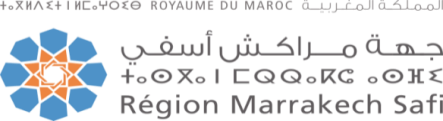 ⵜⴰⴳⵍⴷⵉⵜ ⵏ ⵍⵎⵖⵔⵉⴱ ROYAUME DU MAROC المملكة المغربية
جهة مراكش أسفي
ⵜⴰⵙⴳⴰ ⵏ ⵎⵕⵕⴰⴽⵛ ⴰⵙⴼⵉ
Région Marrakech Safi